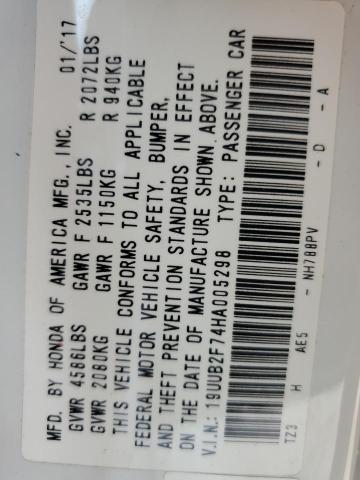 MFD. BY HONDA OF AMERICA MFG., INC. 01/'17
GVWR 4586LBS GAWR F 2535LBS R 2072LBS
GVWR 2080KG GAWR F 1150KG R 940KG
THIS VEHICLE CONFORMS TO ALL APPLICABLE
FEDERAL MOTOR VEHICLE SAFETY, BUMPER,
AND THEFT PREVENTION STANDARDS IN EFFECT
ON THE DATE OF MANUFACTURE SHOWN ABOVE.
V.I.N.: 19UUB2F74HA005298 TYPE: PASSENGER CAR
TZ3 H AE5 - NH788PV - D - A